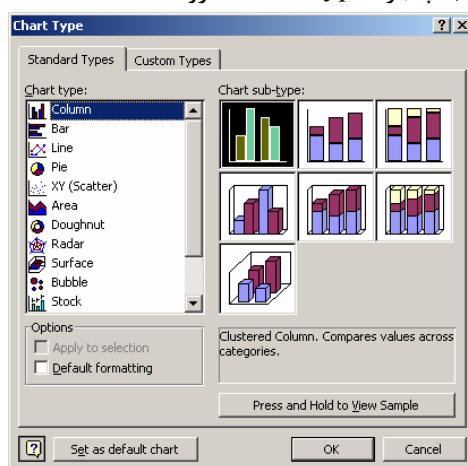 Chart Type
Standard Types
Custom Types
Chart type:
Column
Bar
Line
Pie
XY (Scatter)
Area
Doughnut
Radar
Surface
Bubble
Stock
Chart sub-type:
Options
Apply to selection
Default formatting
Clustered Column. Compares values across
categories.
Press and Hold to View Sample
Set as default chart
OK
Cancel